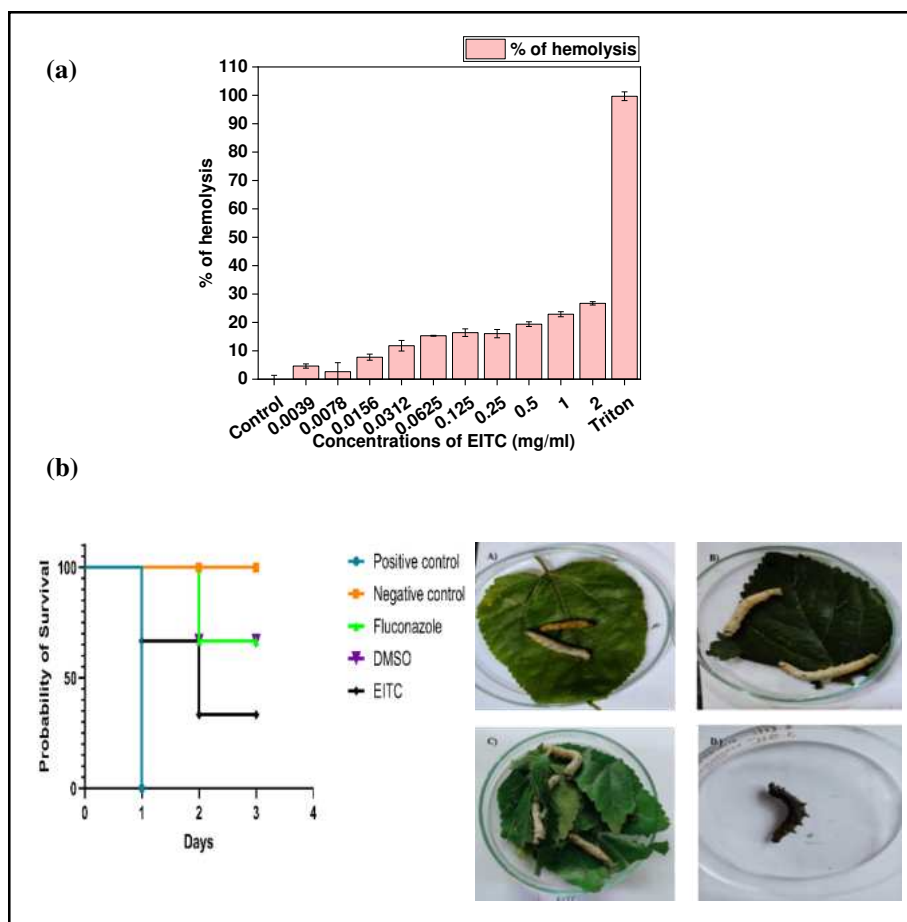 (a)
% of hemolysis
110
100
90
80
70
60
50
40
30
20
10
0
% of hemolysis
Control
0.0039
0.0078
0.0156
0.0312
0.0625
0.125
0.25
0.5
1
2
Triton
Concentrations of EITC (mg/ml)
(b)
100
50
0
Probability of Survival
0 1 2 3 4
Days
Positive control
Negative control
Fluconazole
DMSO
EITC
A)
B)
C)
D)